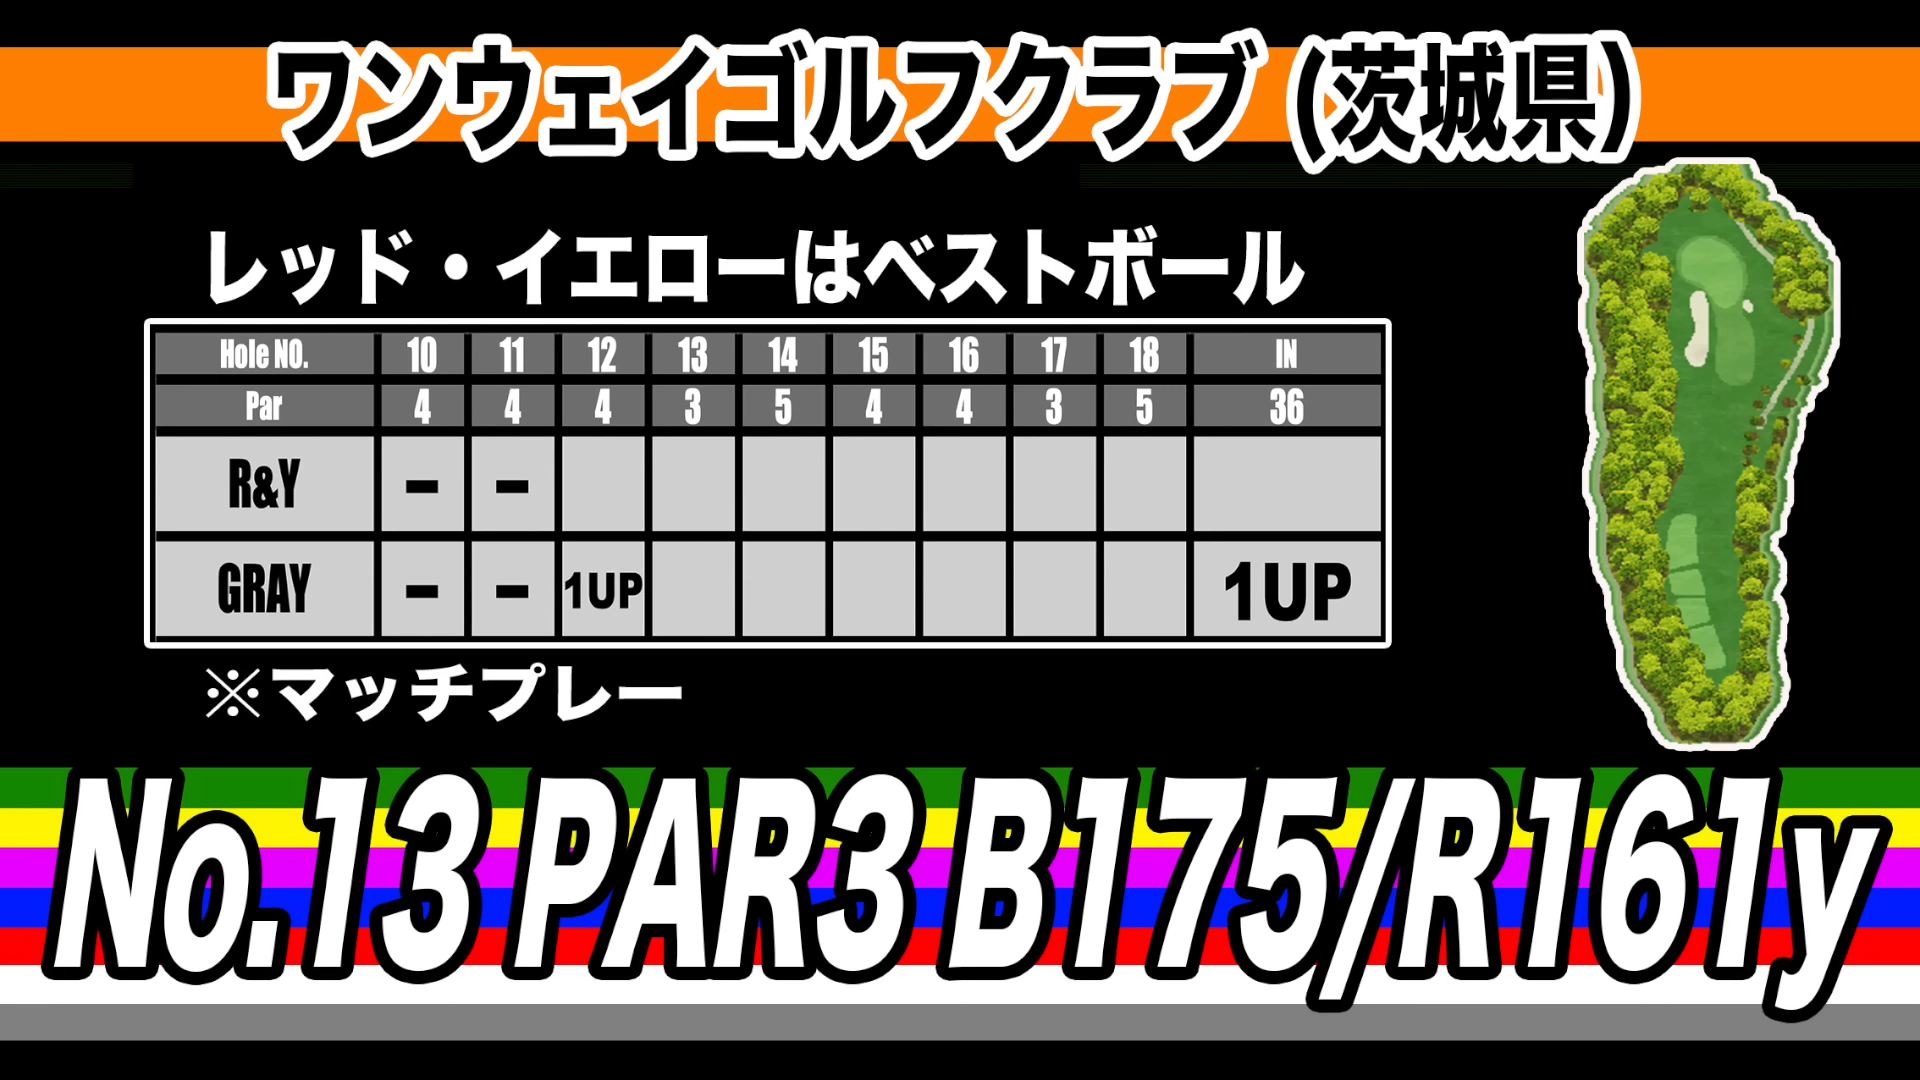 ワンウェイゴルフクラブ (茨城県)
レッド・イエローはベストボール
Hole NO. 10 11 12 13 14 15 16 17 18 IN
Par 4 4 4 3 5 4 4 3 5 36
R&Y － －
GRAY － － 1UP 1UP
※マッチプレー
No.13 PAR3 B175/R161y